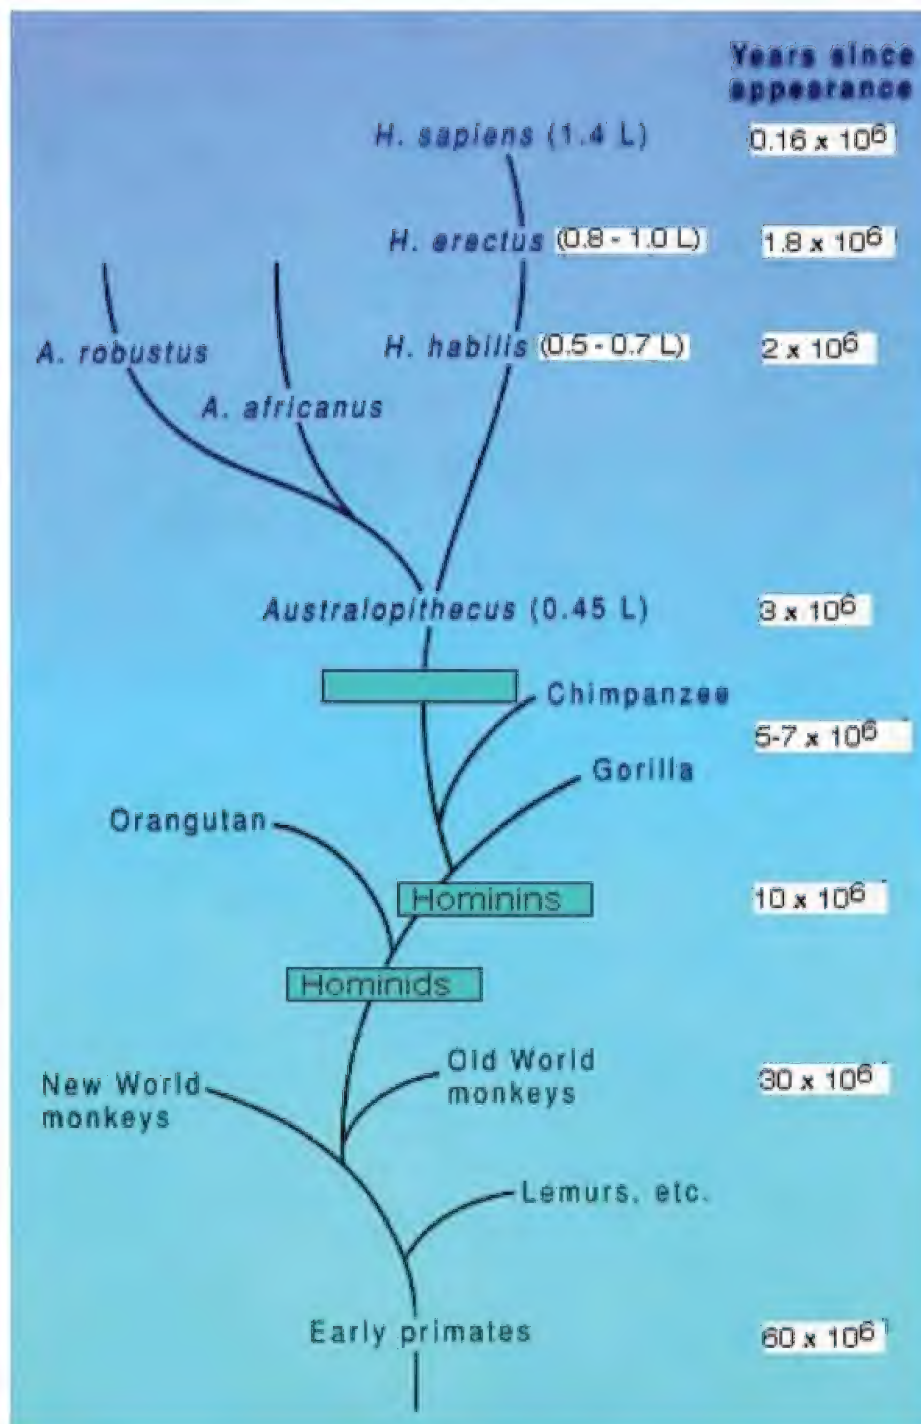 Years since
appearance
H. sapiens (1.4 L) 0.16 x 10⁶
H. erectus (0.8 - 1.0 L) 1.8 x 10⁶
A. robustus H. habilis (0.5 - 0.7 L) 2 x 10⁶
A. africanus
Australopithecus (0.45 L) 3 x 10⁶
Chimpanzee
5-7 x 10⁶
Gorilla
Orangutan
Hominins 10 x 10⁶
Hominids
New World
monkeys
Old World
monkeys
30 x 10⁶
Lemurs, etc.
Early primates 60 x 10⁶